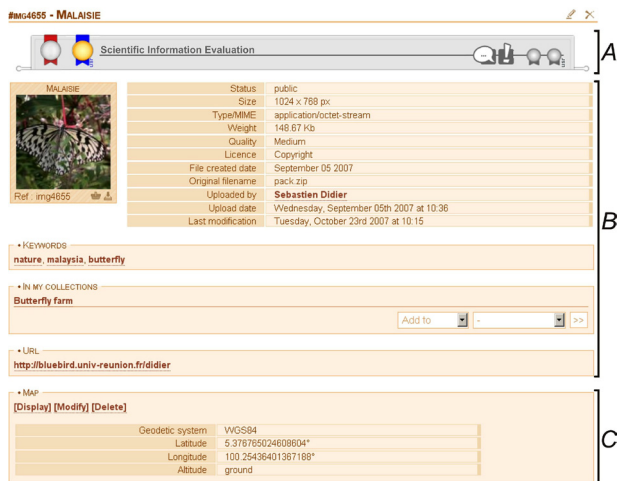 #IMG4655 - MALAISIE
Scientific Information Evaluation
A
MALAISIE
Ref : img4655
Status public
Size 1024 x 768 px
Type/MIME application/octet-stream
Weight 148.67 Kb
Quality Medium
Licence Copyright
File created date September 05 2007
Original filename pack.zip
Uploaded by Sebastien Didier
Upload date Wednesday, September 05th 2007 at 10:36
Last modification Tuesday, October 23rd 2007 at 10:15
B
• KEYWORDS
nature, malaysia, butterfly
• IN MY COLLECTIONS
Butterfly farm
Add to - >>
• URL
http://bluebird.univ-reunion.fr/didier
• MAP
[Display] [Modify] [Delete]
Geodetic system WGS84
Latitude 5.376765024608604°
Longitude 100.25436401367188°
Altitude ground
C